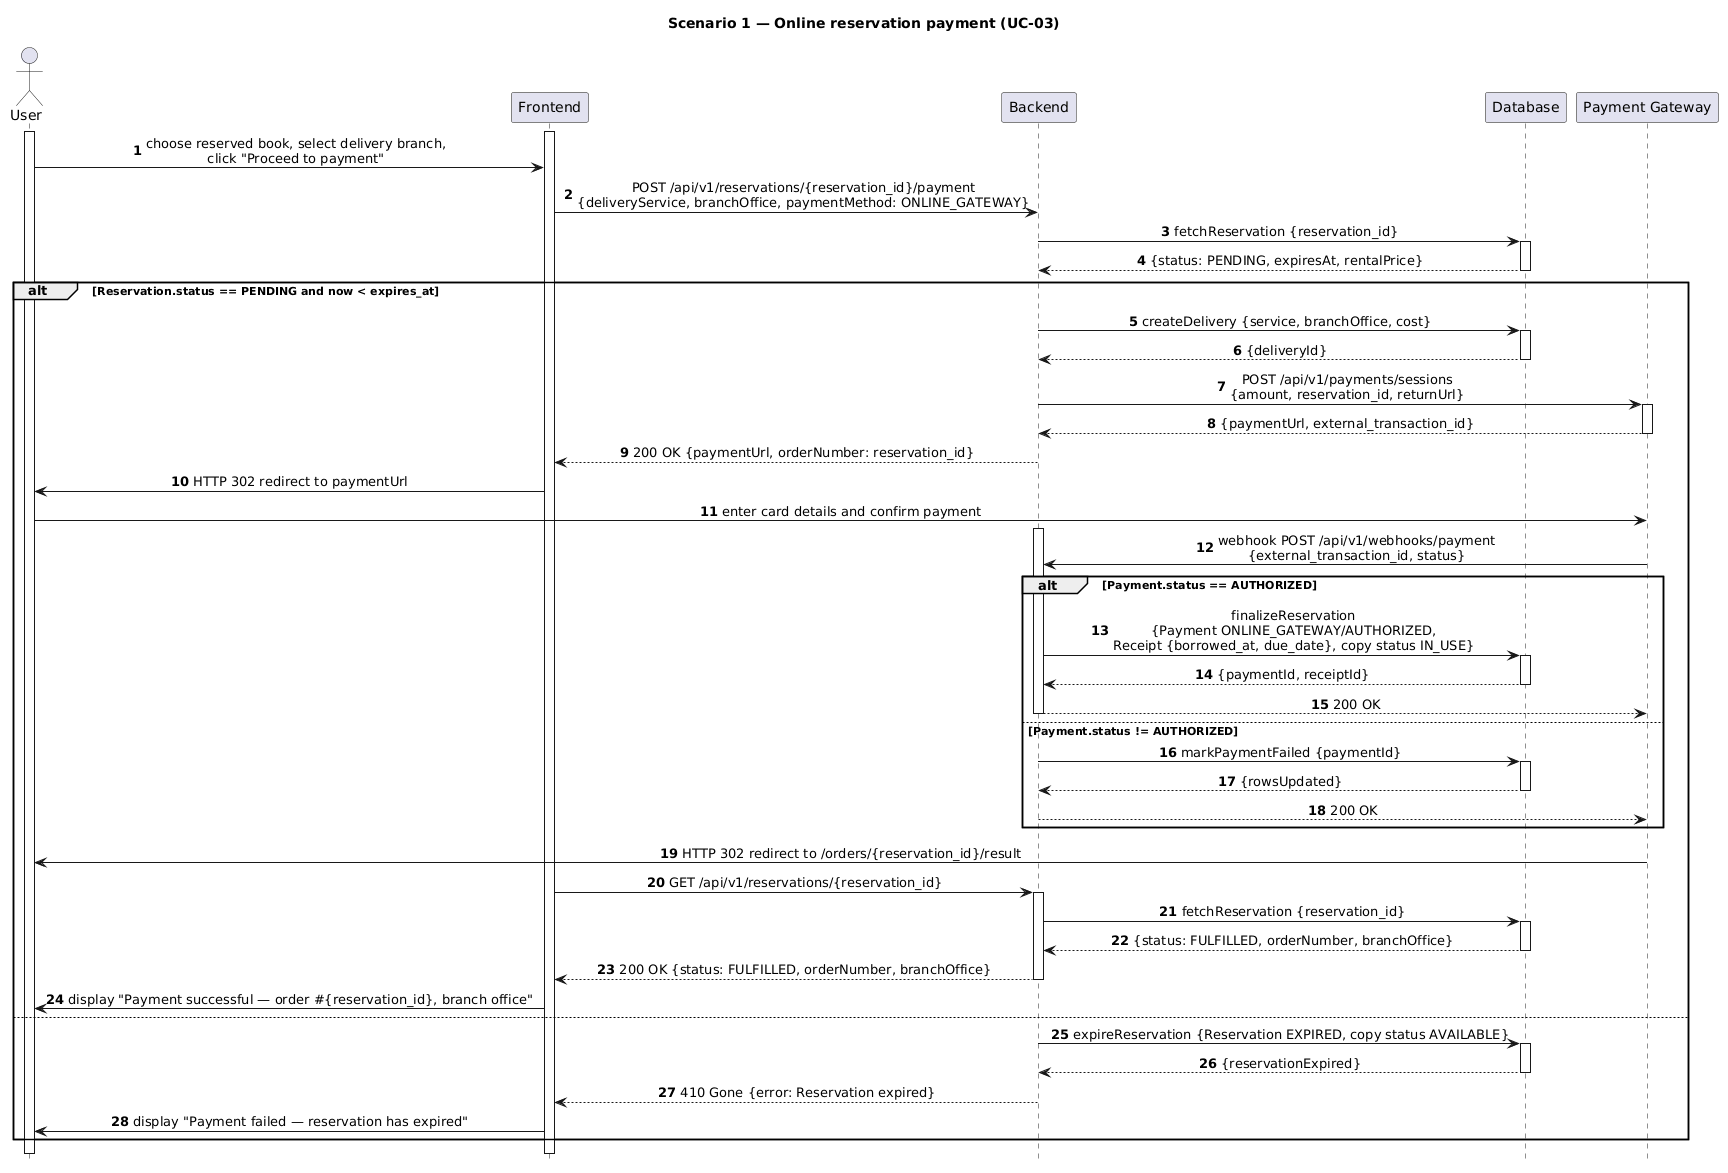 Scenario 1 — Online reservation payment (UC-03)
User
Frontend
Backend
Database
Payment Gateway
1 choose reserved book, select delivery branch,
click "Proceed to payment"
2 POST /api/v1/reservations/{reservation_id}/payment
{deliveryService, branchOffice, paymentMethod: ONLINE_GATEWAY}
3 fetchReservation {reservation_id}
4 {status: PENDING, expiresAt, rentalPrice}
alt [Reservation.status == PENDING and now < expires_at]
5 createDelivery {service, branchOffice, cost}
6 {deliveryId}
7 POST /api/v1/payments/sessions
{amount, reservation_id, returnUrl}
8 {paymentUrl, external_transaction_id}
9 200 OK {paymentUrl, orderNumber: reservation_id}
10 HTTP 302 redirect to paymentUrl
11 enter card details and confirm payment
12 webhook POST /api/v1/webhooks/payment
{external_transaction_id, status}
alt [Payment.status == AUTHORIZED]
13 finalizeReservation
{Payment ONLINE_GATEWAY/AUTHORIZED,
Receipt {borrowed_at, due_date}, copy status IN_USE}
14 {paymentId, receiptId}
15 200 OK
[Payment.status != AUTHORIZED]
16 markPaymentFailed {paymentId}
17 {rowsUpdated}
18 200 OK
19 HTTP 302 redirect to /orders/{reservation_id}/result
20 GET /api/v1/reservations/{reservation_id}
21 fetchReservation {reservation_id}
22 {status: FULFILLED, orderNumber, branchOffice}
23 200 OK {status: FULFILLED, orderNumber, branchOffice}
24 display "Payment successful — order #{reservation_id}, branch office"
25 expireReservation {Reservation EXPIRED, copy status AVAILABLE}
26 {reservationExpired}
27 410 Gone {error: Reservation expired}
28 display "Payment failed — reservation has expired"